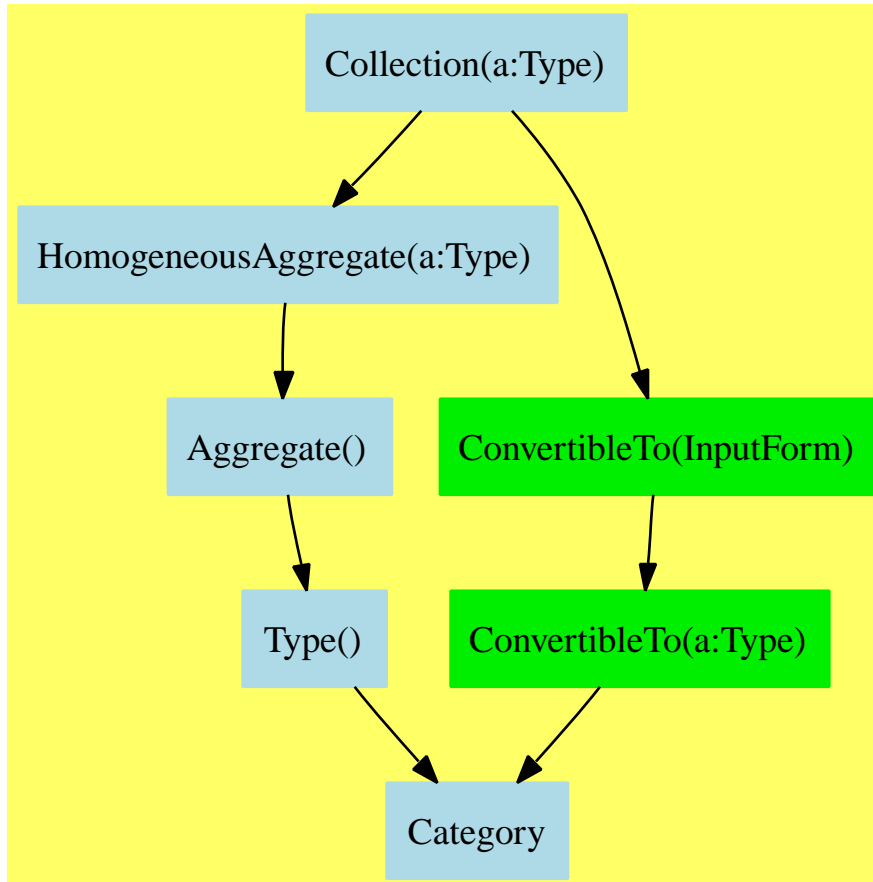 Collection(a:Type)
HomogeneousAggregate(a:Type)
Aggregate()
ConvertibleTo(InputForm)
Type()
ConvertibleTo(a:Type)
Category